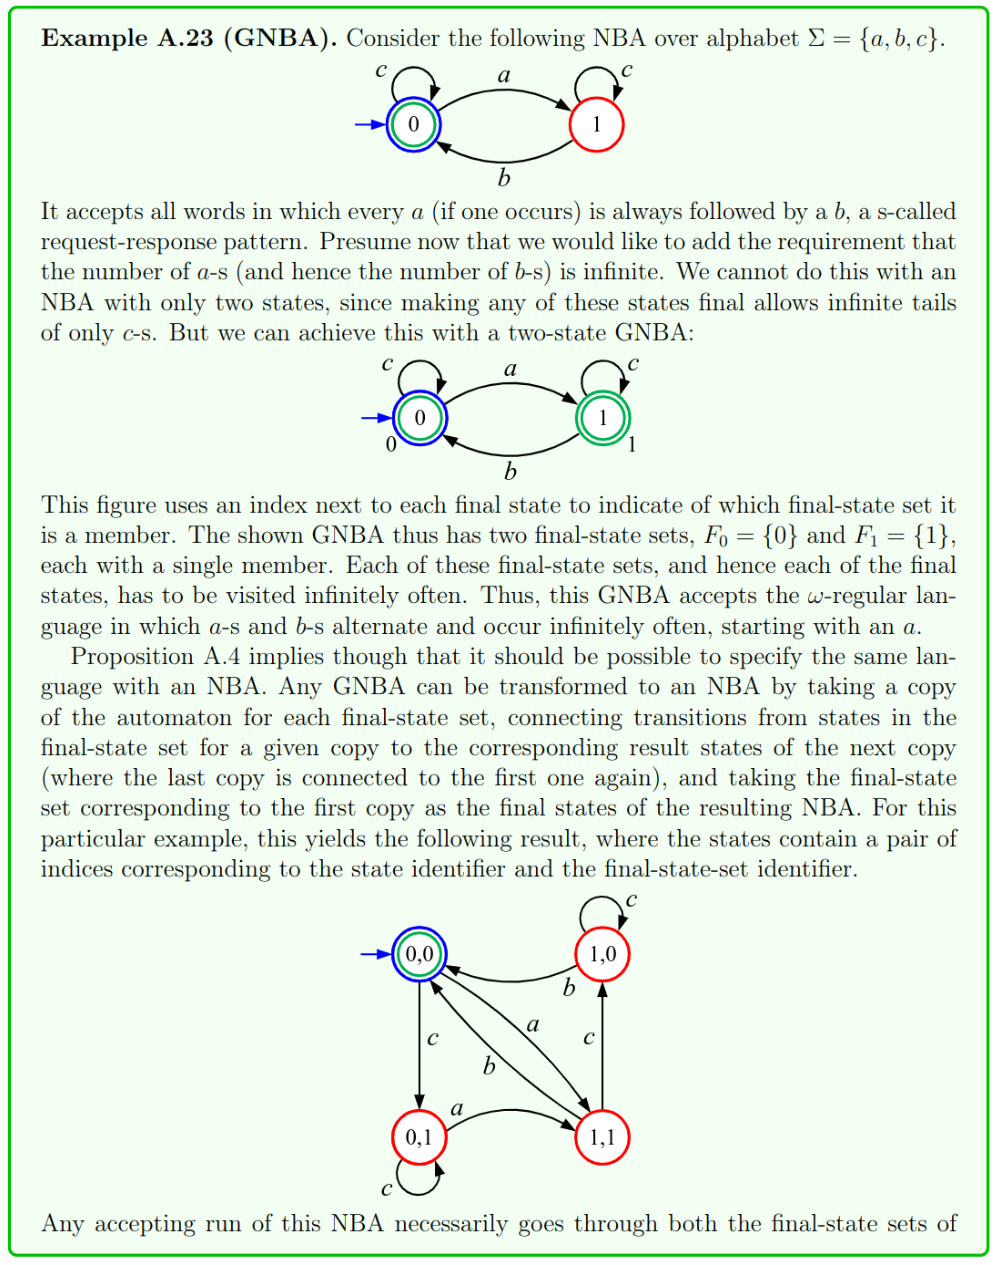 Example A.23 (GNBA). Consider the following NBA over alphabet Σ = {a, b, c}.
c a c
0 1
b
It accepts all words in which every a (if one occurs) is always followed by a b, a s-called
request-response pattern. Presume now that we would like to add the requirement that
the number of a-s (and hence the number of b-s) is infinite. We cannot do this with an
NBA with only two states, since making any of these states final allows infinite tails
of only c-s. But we can achieve this with a two-state GNBA:
c a c
0 1
0 1
b
This figure uses an index next to each final state to indicate of which final-state set it
is a member. The shown GNBA thus has two final-state sets, F₀ = {0} and F₁ = {1},
each with a single member. Each of these final-state sets, and hence each of the final
states, has to be visited infinitely often. Thus, this GNBA accepts the ω-regular lan-
guage in which a-s and b-s alternate and occur infinitely often, starting with an a.
Proposition A.4 implies though that it should be possible to specify the same lan-
guage with an NBA. Any GNBA can be transformed to an NBA by taking a copy
of the automaton for each final-state set, connecting transitions from states in the
final-state set for a given copy to the corresponding result states of the next copy
(where the last copy is connected to the first one again), and taking the final-state
set corresponding to the first copy as the final states of the resulting NBA. For this
particular example, this yields the following result, where the states contain a pair of
indices corresponding to the state identifier and the final-state-set identifier.
c
0,0 1,0
b
a
c c
b
a
0,1 1,1
c
Any accepting run of this NBA necessarily goes through both the final-state sets of